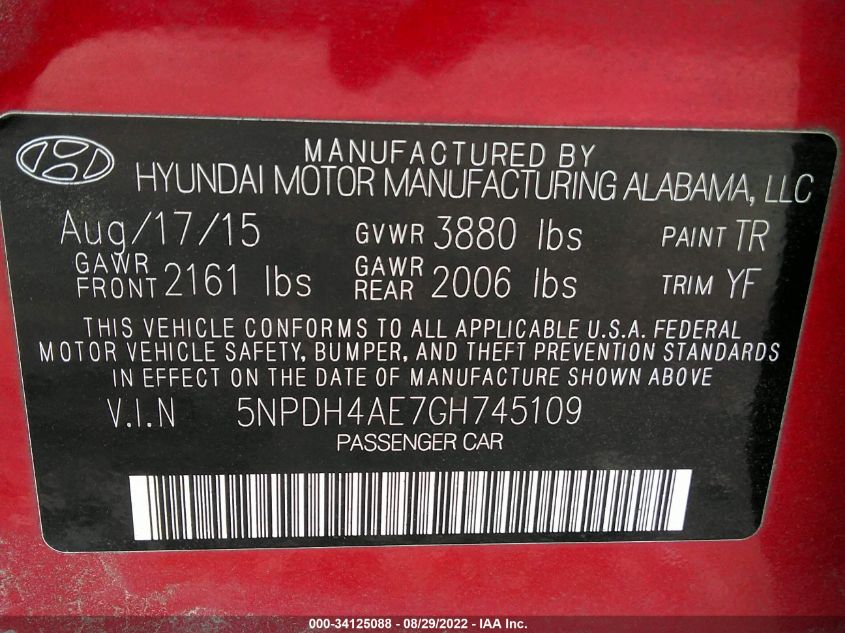 MANUFACTURED BY
HYUNDAI MOTOR MANUFACTURING ALABAMA, LLC
Aug/17/15 GVWR 3880 lbs PAINT TR
GAWR FRONT 2161 lbs GAWR REAR 2006 lbs TRIM YF
THIS VEHICLE CONFORMS TO ALL APPLICABLE U.S.A. FEDERAL
MOTOR VEHICLE SAFETY, BUMPER, AND THEFT PREVENTION STANDARDS
IN EFFECT ON THE DATE OF MANUFACTURE SHOWN ABOVE
V.I.N 5NPDH4AE7GH745109
PASSENGER CAR
000-34125088 - 08/29/2022 - IAA Inc.